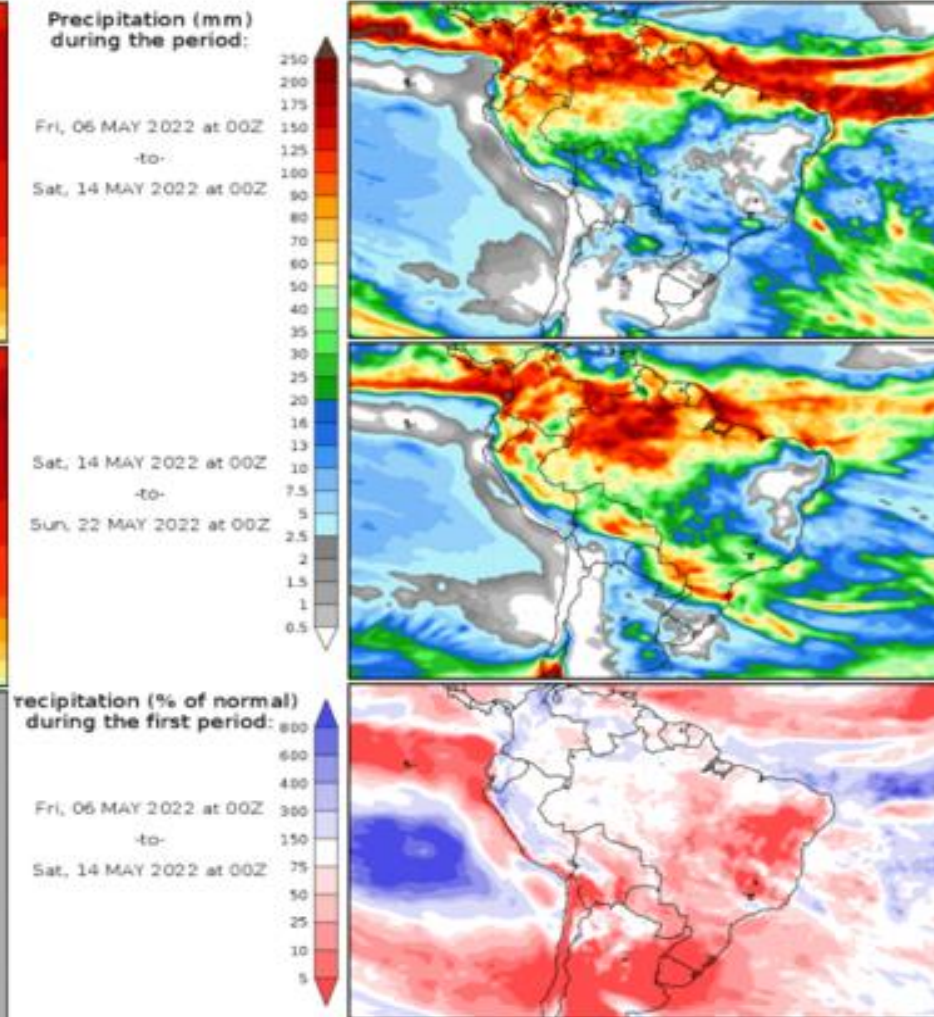 Precipitation (mm)
during the period:
Fri, 06 MAY 2022 at 00Z
-to-
Sat, 14 MAY 2022 at 00Z
Sat, 14 MAY 2022 at 00Z
-to-
Sun, 22 MAY 2022 at 00Z
250
200
175
150
125
100
90
80
70
60
50
40
35
30
25
20
16
13
10
7.5
5
2.5
2
1.5
1
0.5
recipitation (% of normal)
during the first period:
Fri, 06 MAY 2022 at 00Z
-to-
Sat, 14 MAY 2022 at 00Z
800
600
400
300
150
75
50
25
10
5